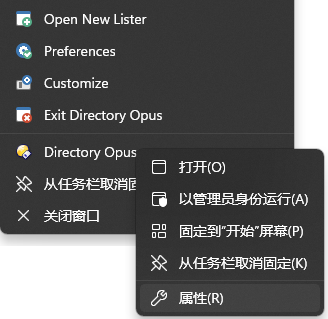 Open New Lister
Preferences
Customize
Exit Directory Opus
Directory Opus
从任务栏取消固
关闭窗口
打开(O)
以管理员身份运行(A)
固定到"开始"屏幕(P)
从任务栏取消固定(K)
属性(R)